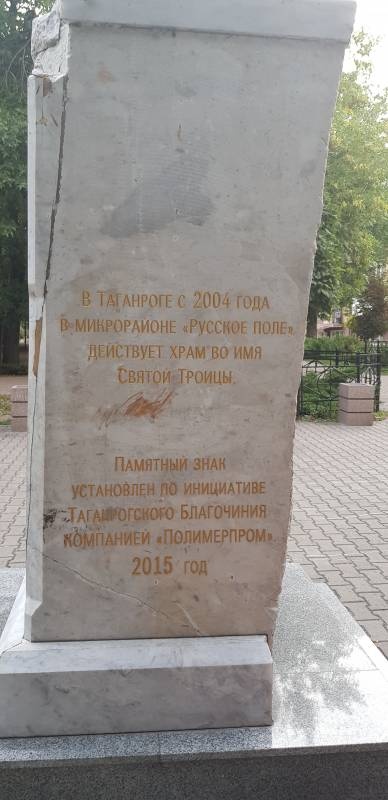 В ТАГАНРОГЕ С 2004 ГОДА
В МИКРОРАЙОНЕ «РУССКОЕ ПОЛЕ»
ДЕЙСТВУЕТ ХРАМ ВО ИМЯ
СВЯТОЙ ТРОИЦЫ.
ПАМЯТНЫЙ ЗНАК
УСТАНОВЛЕН ПО ИНИЦИАТИВЕ
ТАГАНРОГСКОГО БЛАГОЧИНИЯ
КОМПАНИЕЙ «ПОЛИМЕРПРОМ»
2015 ГОД